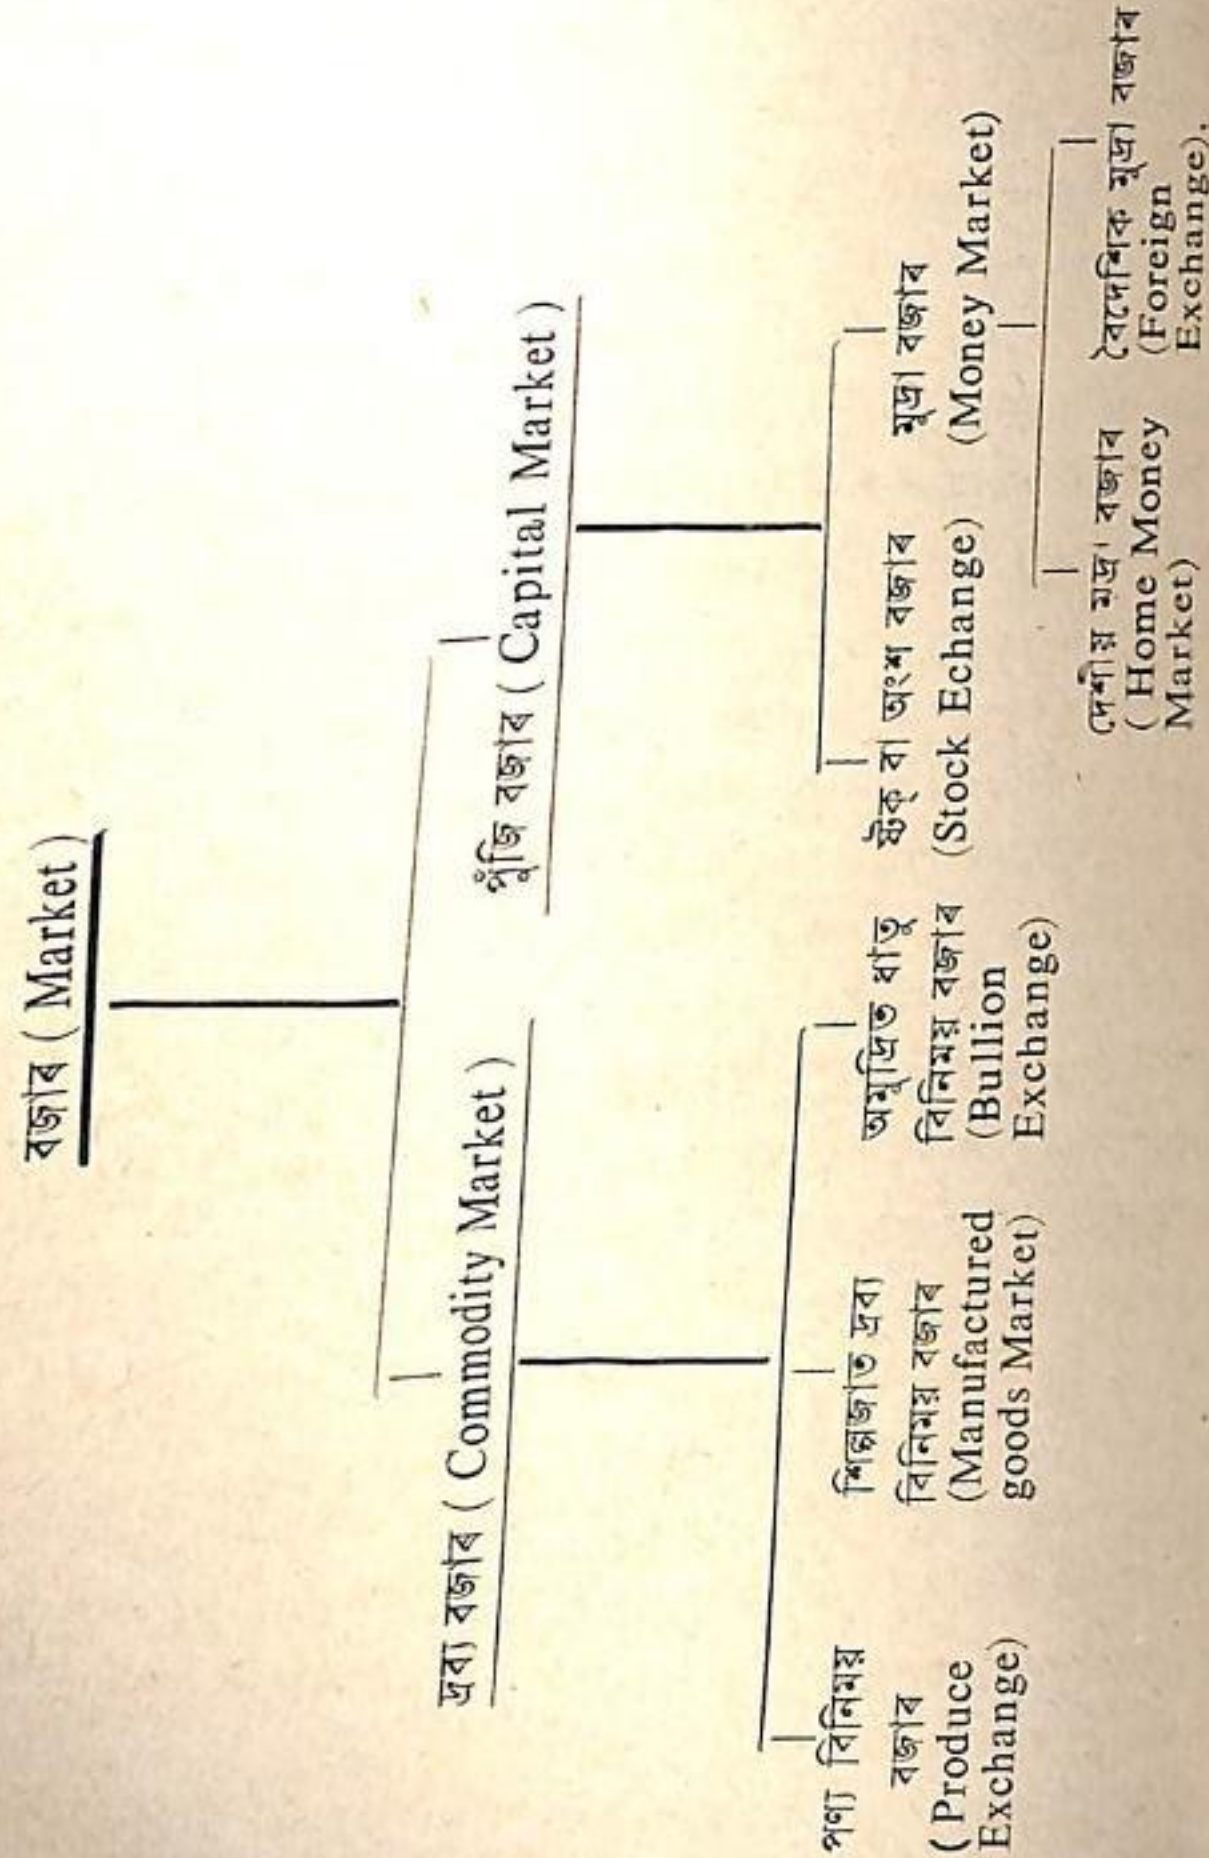 বজাৰ ( Market )
দ্ৰব্য বজাৰ ( Commodity Market )
পুঁজি বজাৰ ( Capital Market )
পণ্য বিনিময়
বজাৰ
( Produce
Exchange)
শিল্পজাত দ্ৰব্য
বিনিময় বজাৰ
(Manufactured
goods Market)
অমুদ্ৰিত ধাতু
বিনিময় বজাৰ
(Bullion
Exchange)
ষ্টক্ বা অংশ বজাৰ
(Stock Echange)
মুদ্ৰা বজাৰ
(Money Market)
দেশীয় মুদ্ৰা বজাৰ
( Home Money
Market)
বৈদেশিক মুদ্ৰা বজাৰ
(Foreign
Exchange).